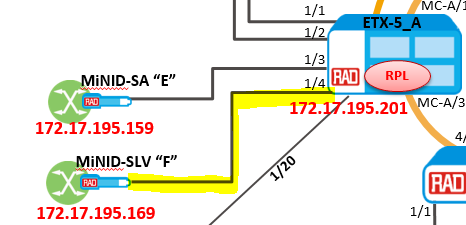 1/1
MC-A/1
ETX-5_A
1/2
1/3
RAD
RPL
MiNID-SA “E”
1/4
RAD
172.17.195.201
MC-A/3
172.17.195.159
4/
MiNID-SLV “F”
1/20
RAD
RAD
172.17.195.169
1/1